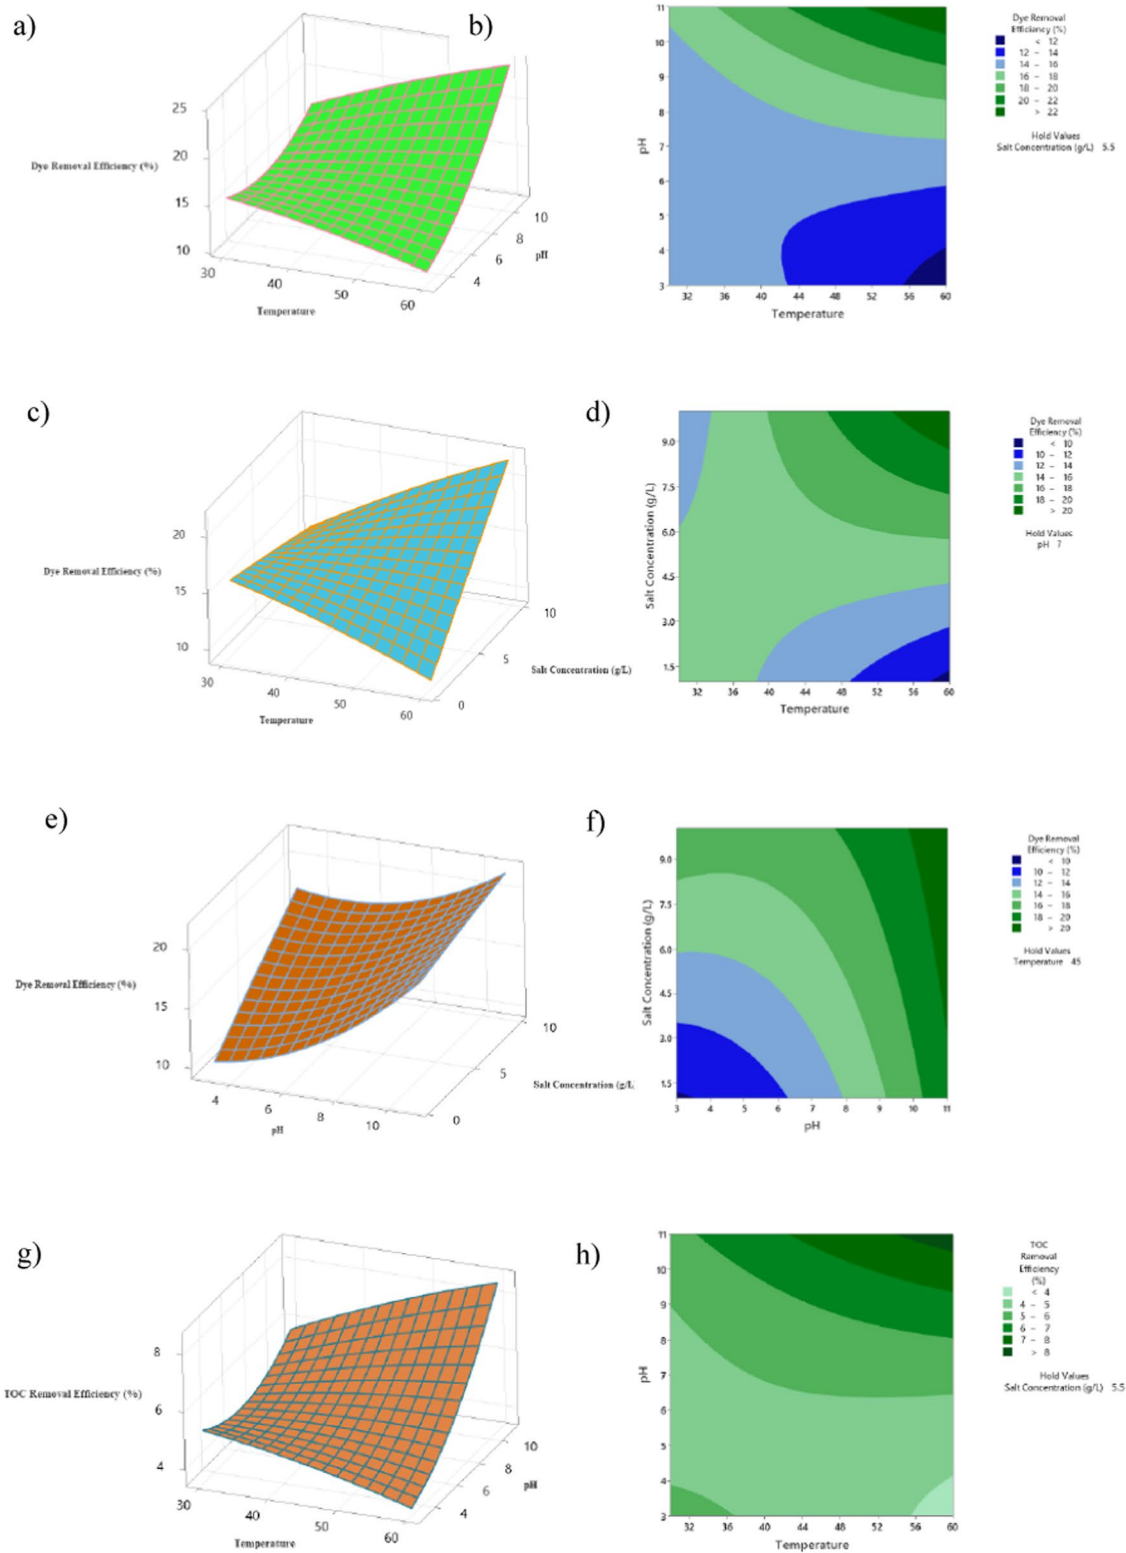 a)
25
20
15
10
Dye Removal Efficiency (%)
30
40
50
60
Temperature
4
6
8
10
pH
b)
11
10
9
8
7
6
5
4
3
pH
32 36 40 44 48 52 56 60
Temperature
Dye Removal
Efficiency (%)
< 12
12 – 14
14 – 16
16 – 18
18 – 20
20 – 22
> 22
Hold Values
Salt Concentration (g/L) 5.5
c)
20
15
10
Dye Removal Efficiency (%)
30
40
50
60
Temperature
0
5
10
Salt Concentration (g/L)
d)
9.0
7.5
6.0
4.5
3.0
1.5
Salt Concentration (g/L)
32 36 40 44 48 52 56 60
Temperature
Dye Removal
Efficiency (%)
< 10
10 – 12
12 – 14
14 – 16
16 – 18
18 – 20
> 20
Hold Values
pH 7
e)
20
15
10
Dye Removal Efficiency (%)
4
6
8
10
pH
0
5
10
Salt Concentration (g/L
f)
9.0
7.5
6.0
4.5
3.0
1.5
Salt Concentration (g/L)
3 4 5 6 7 8 9 10 11
pH
Dye Removal
Efficiency (%)
< 10
10 – 12
12 – 14
14 – 16
16 – 18
18 – 20
> 20
Hold Values
Temperature 45
g)
8
6
4
TOC Removal Efficiency (%)
30
40
50
60
Temperature
4
6
8
10
pH
h)
11
10
9
8
7
6
5
4
3
pH
32 36 40 44 48 52 56 60
Temperature
TOC
Removal
Efficiency
(%)
< 4
4 – 5
5 – 6
6 – 7
7 – 8
> 8
Hold Values
Salt Concentration (g/L) 5.5